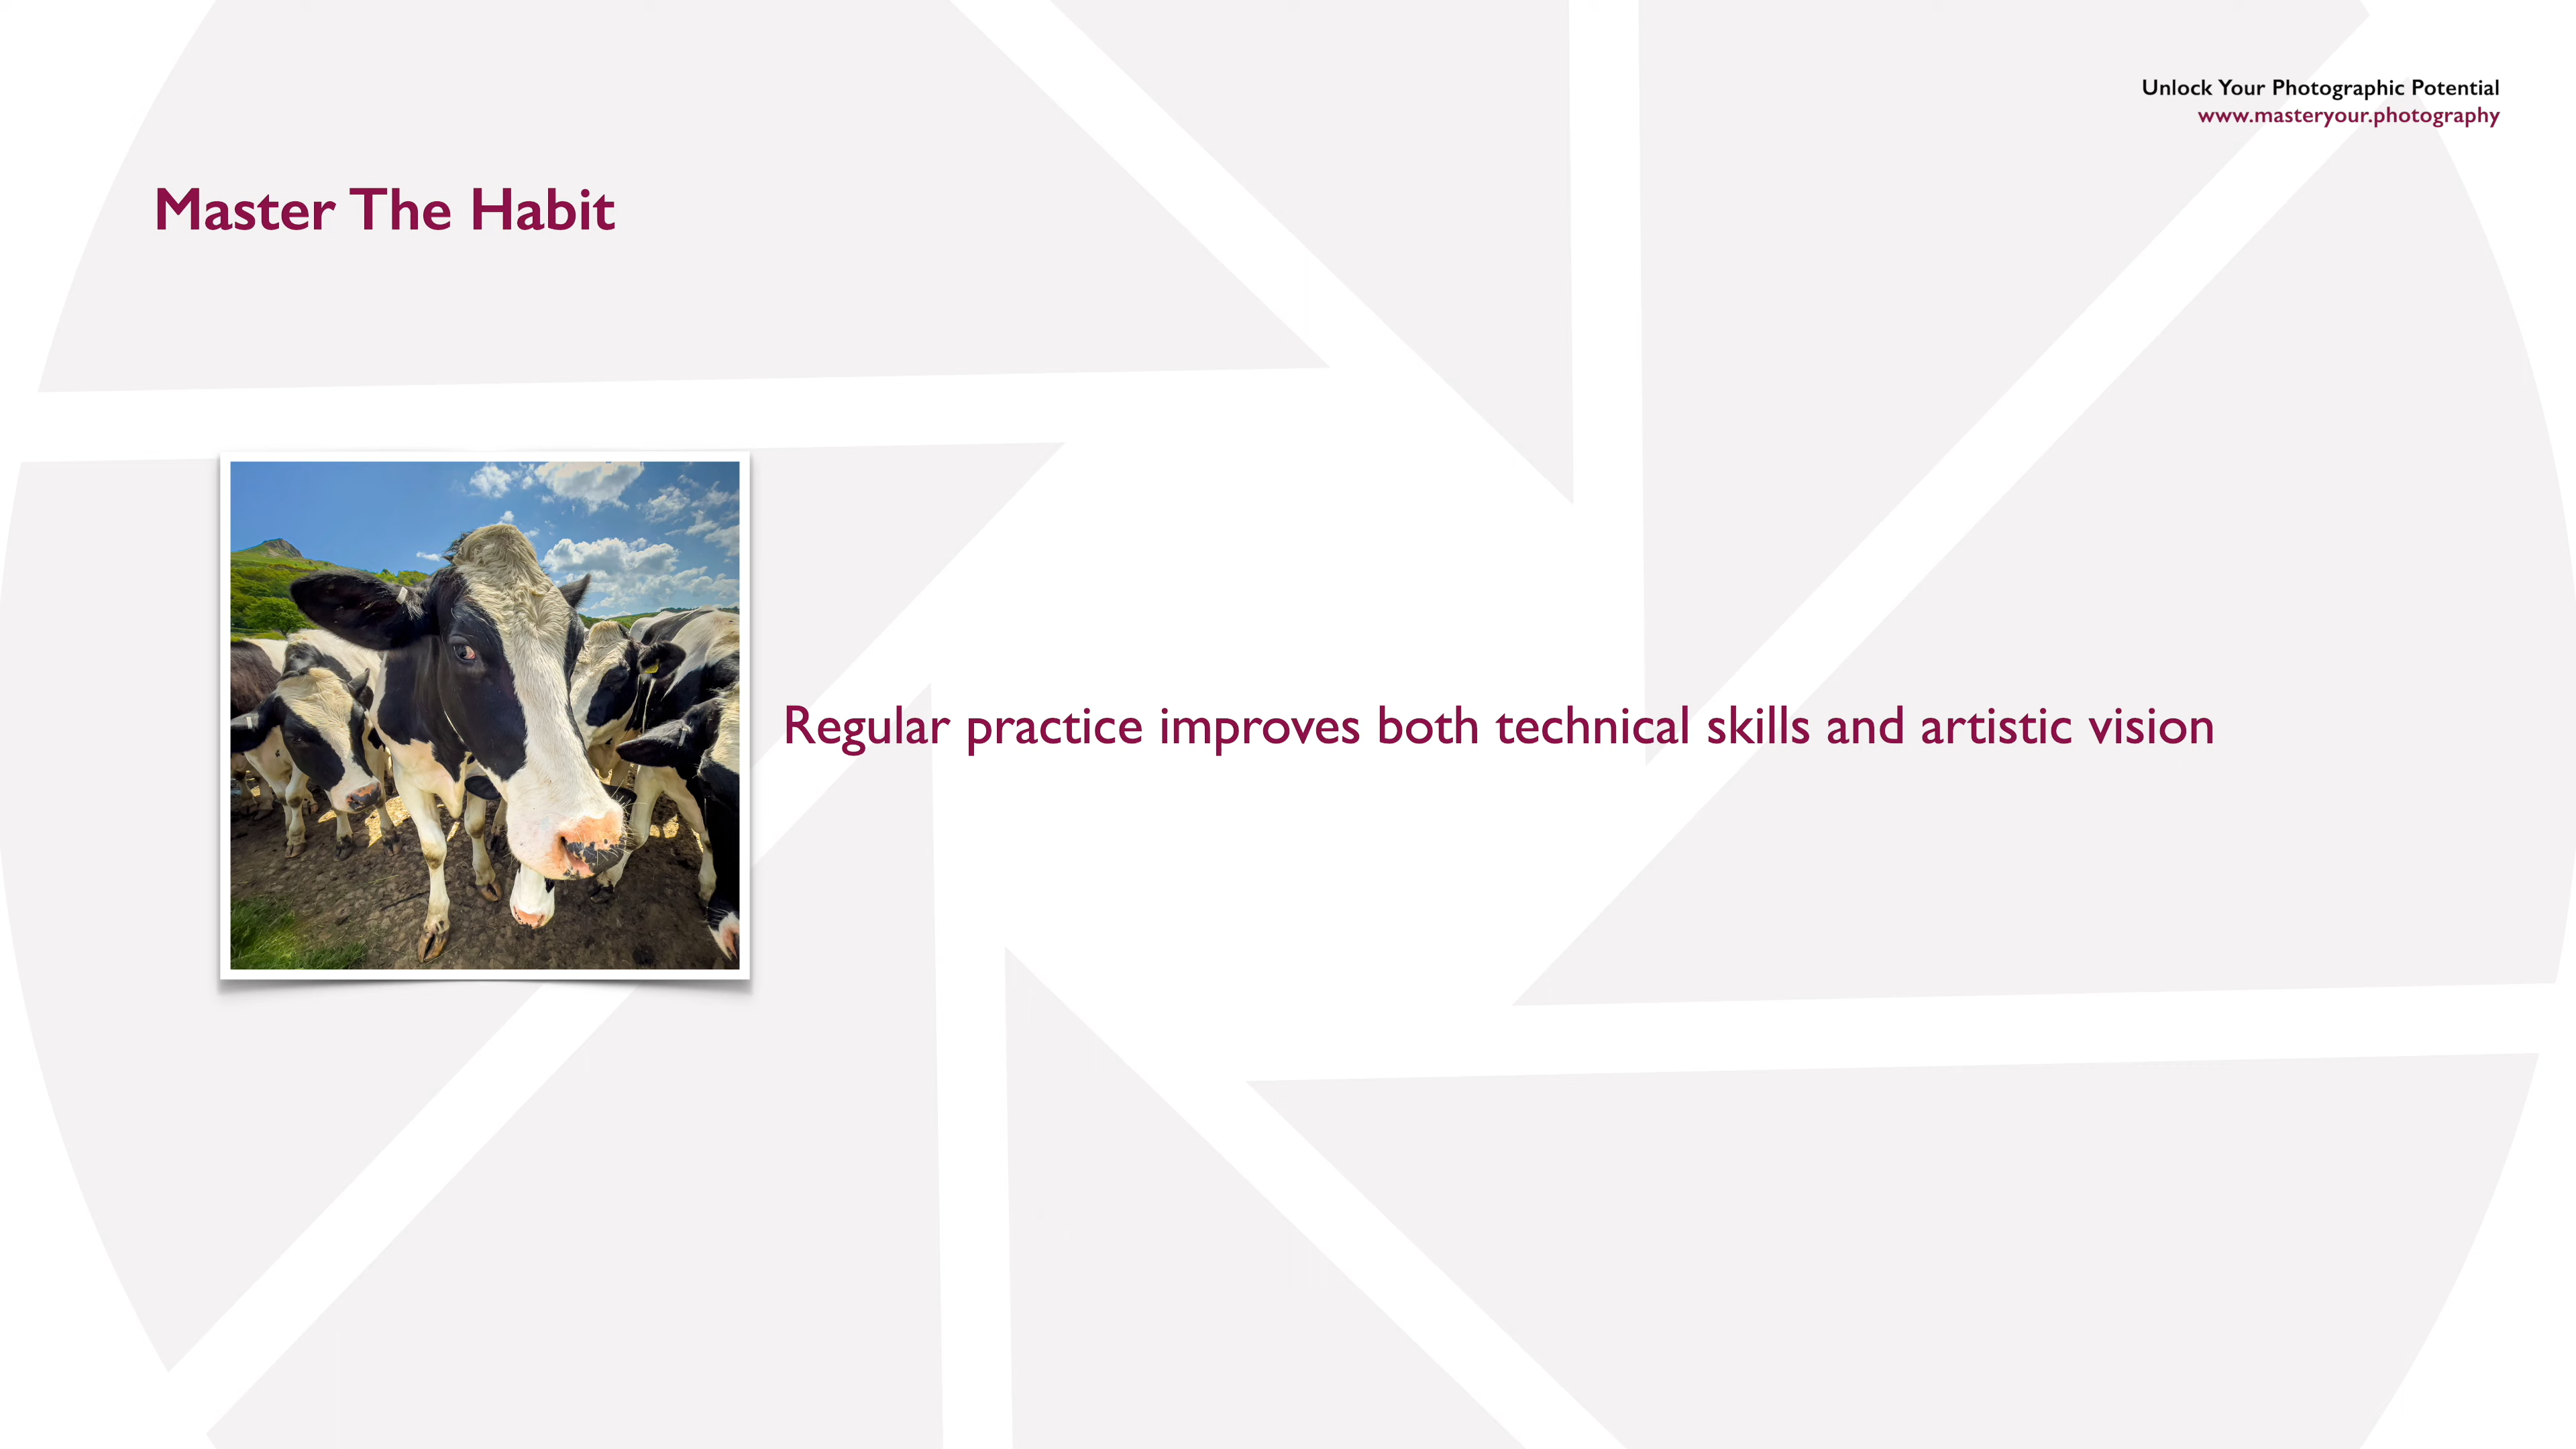 Unlock Your Photographic Potential
www.masteryour.photography
Master The Habit
Regular practice improves both technical skills and artistic vision